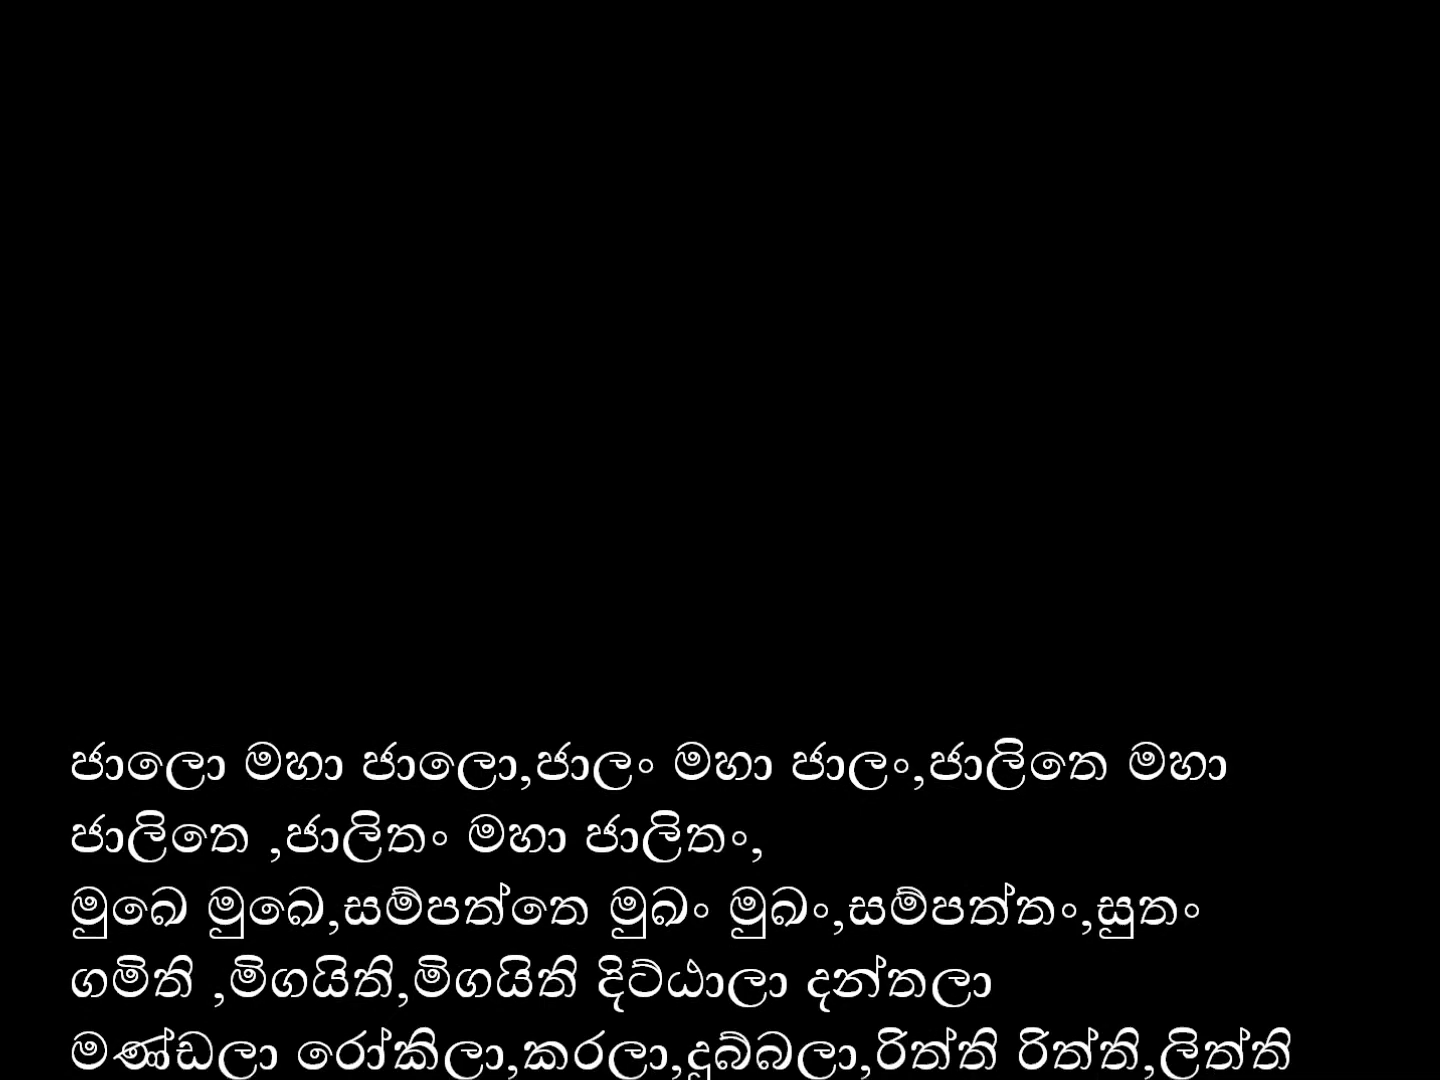 ජාලො මහා ජාලො,ජාලං මහා ජාලං,ජාලිතෙ මහා
ජාලිතෙ ,ජාලිතං මහා ජාලිතං,
මුඛෙ මුඛෙ,සම්පත්තෙ මුඛං මුඛං,සම්පත්තං,සුතං
ගමිති ,මිගයිති,මිගයිති දිට්ඨාලා දන්තලා
මණ්ඩලා රෝකිලා,කරලා,දුබ්බලා,රිත්ති රිත්ති,ලිත්ති